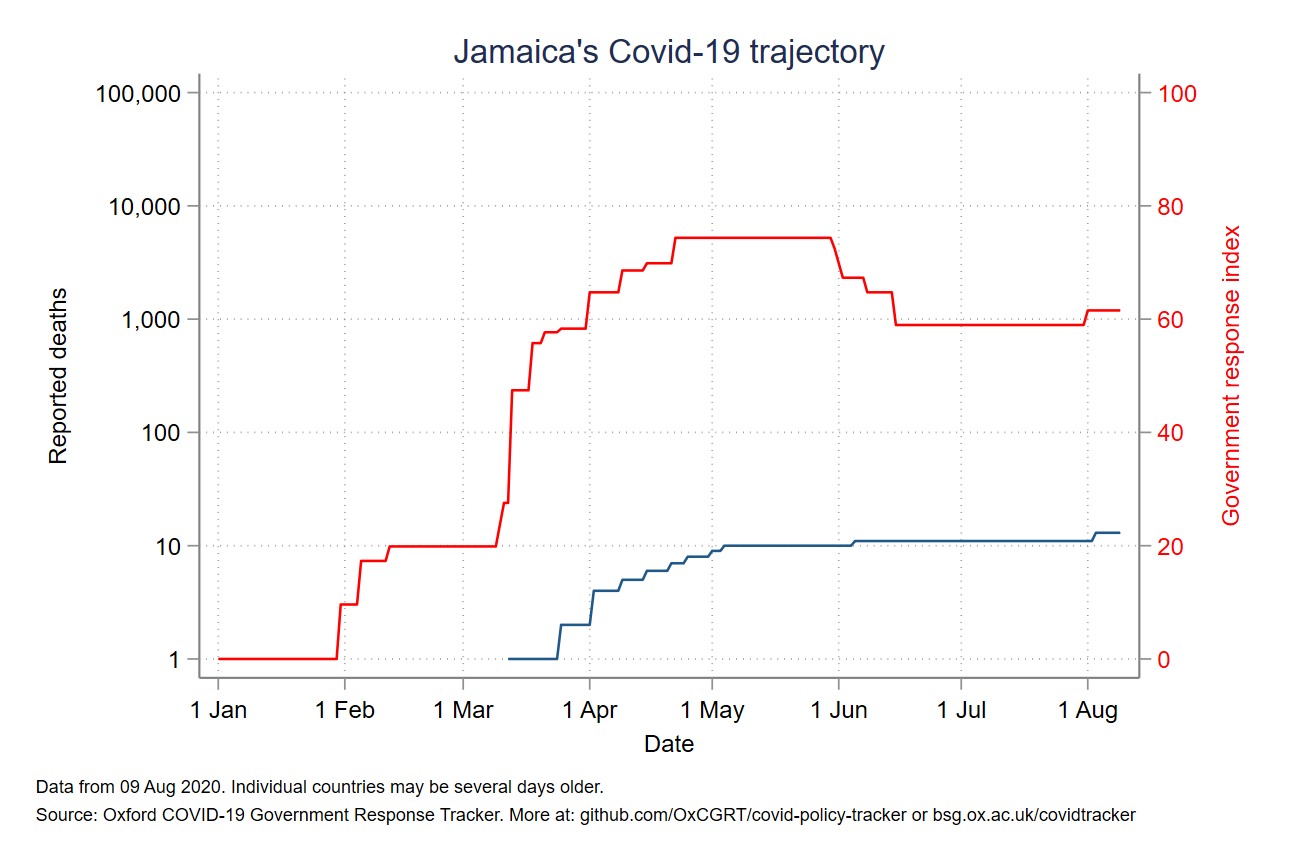 Jamaica's Covid-19 trajectory
100,000
10,000
1,000
100
10
1
Reported deaths
100
80
60
40
20
0
Government response index
1 Jan 1 Feb 1 Mar 1 Apr 1 May 1 Jun 1 Jul 1 Aug
Date
Data from 09 Aug 2020. Individual countries may be several days older.
Source: Oxford COVID-19 Government Response Tracker. More at: github.com/OxCGRT/covid-policy-tracker or bsg.ox.ac.uk/covidtracker